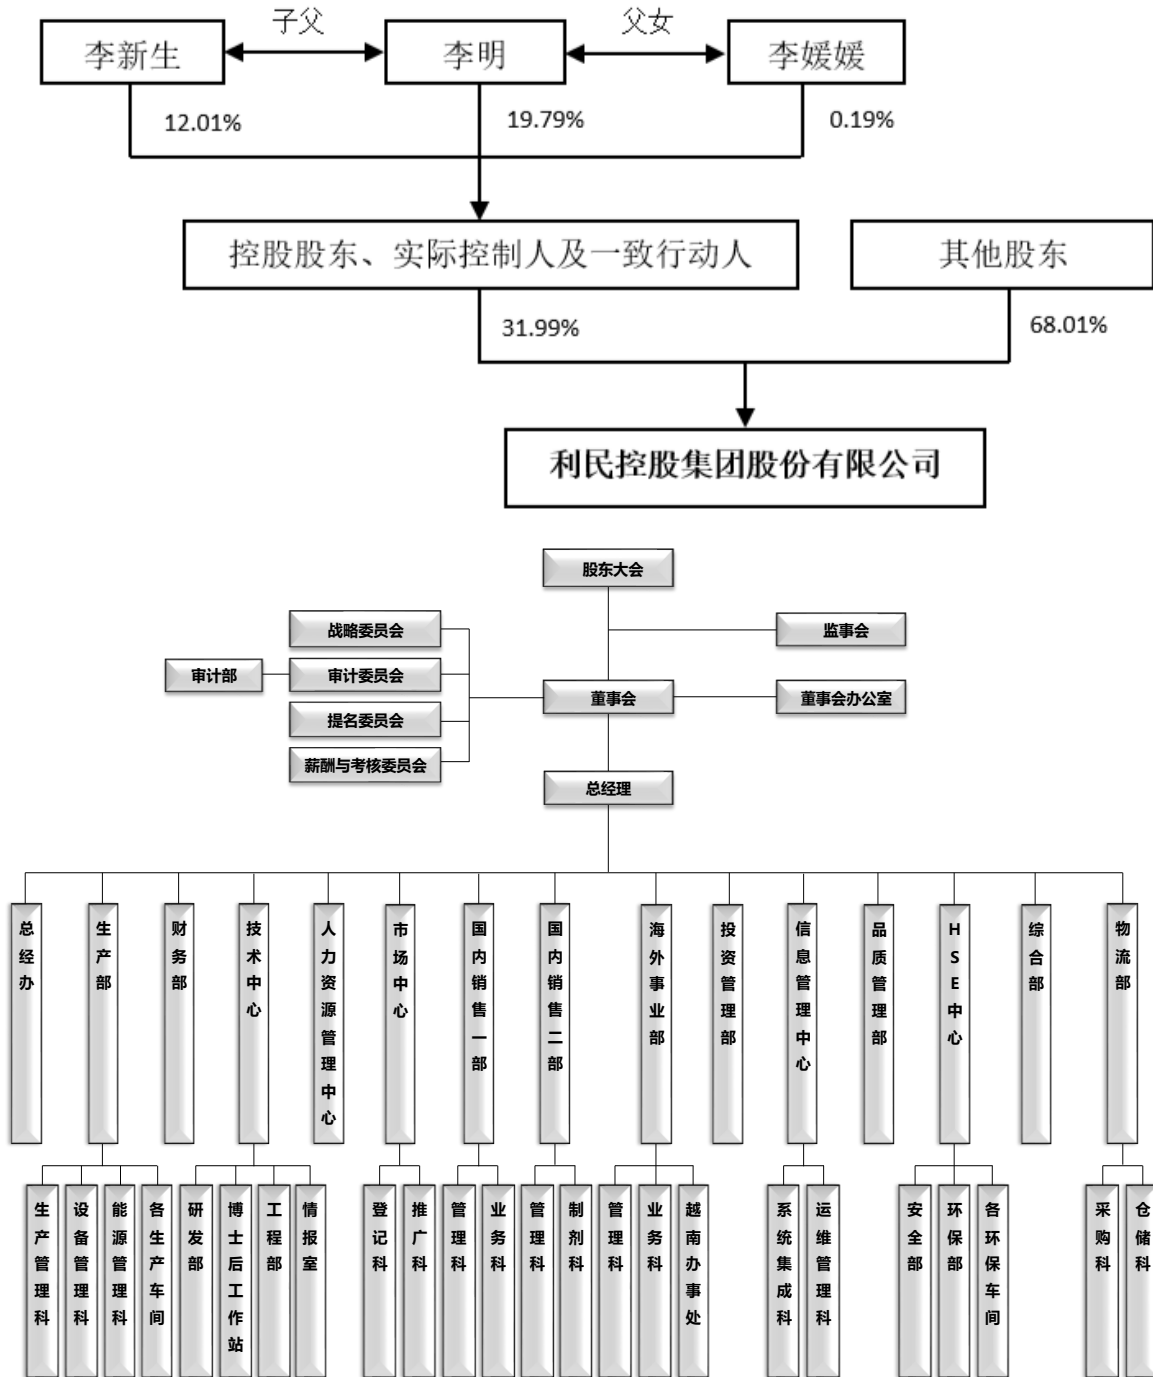 子父
父女
李新生
李明
李媛媛
12.01%
19.79%
0.19%
控股股东、实际控制人及一致行动人
其他股东
31.99%
68.01%
利民控股集团股份有限公司
股东大会
战略委员会
监事会
审计部
审计委员会
董事会
董事会办公室
提名委员会
薪酬与考核委员会
总经理
总经办
生产部
财务部
技术中心
人力资源管理中心
市场中心
国内销售一部
国内销售二部
海外事业部
投资管理部
信息管理中心
品质管理部
HSE中心
综合部
物流部
生产管理科
设备管理科
能源管理科
各生产车间
研发部
博士后工作站
工程部
情报室
登记科
推广科
管理科
业务科
管理科
制剂科
管理科
业务科
越南办事处
系统集成科
运维管理科
安全部
环保部
各环保车间
采购科
仓储科